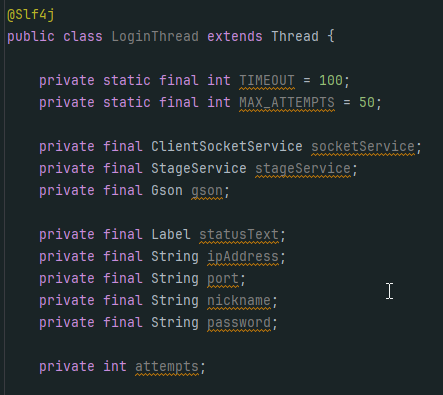 @Slf4j
public class LoginThread extends Thread {
private static final int TIMEOUT = 100;
private static final int MAX_ATTEMPTS = 50;
private final ClientSocketService socketService;
private final StageService stageService;
private final Gson gson;
private final Label statusText;
private final String ipAddress;
private final String port;
private final String nickname;
private final String password;
private int attempts;